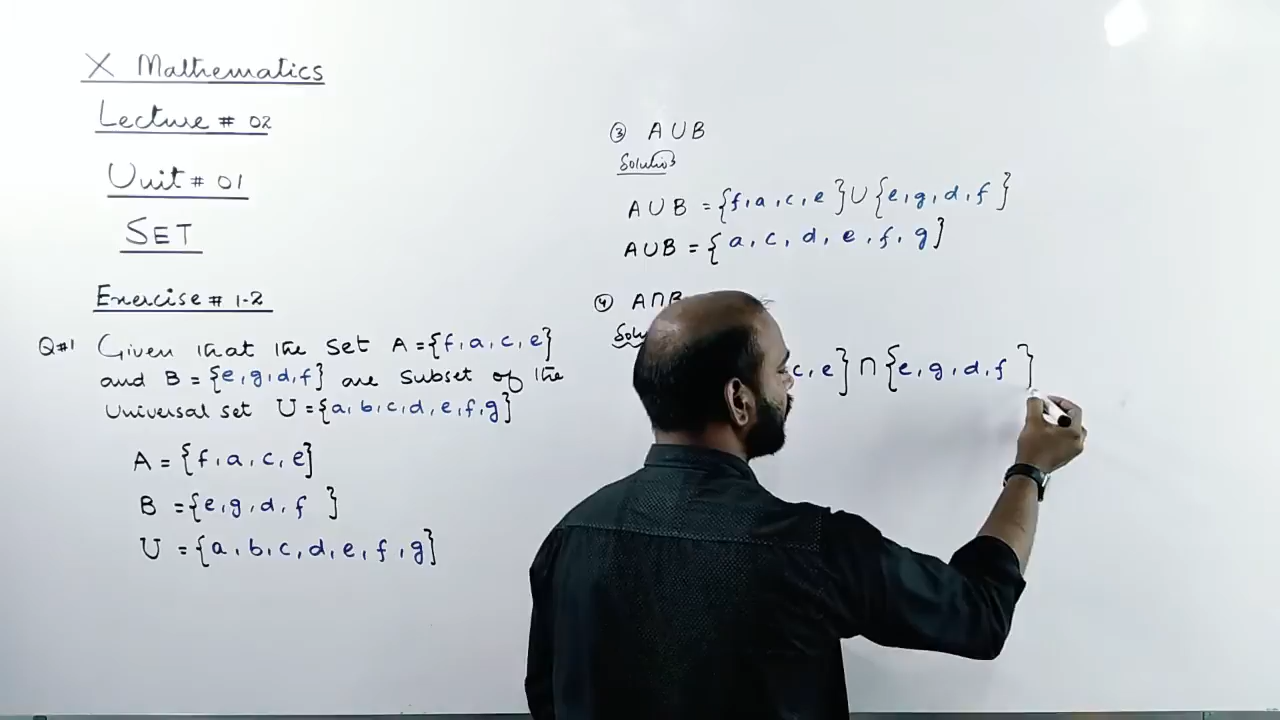 X Mathematics
Lecture # 02
Unit # 01
SET
Exercise # 1-2
Q#1 Given that the set A = {f, a, c, e}
and B = {e, g, d, f} are subset of the
Universal set U = {a, b, c, d, e, f, g}
A = {f, a, c, e}
B = {e, g, d, f }
U = {a, b, c, d, e, f, g}
③ A∪B
Solution
A∪B = {f, a, c, e }∪{e, g, d, f }
A∪B = { a, c, d, e, f, g}
④ A∩B
c, e} ∩ {e, g, d, f }